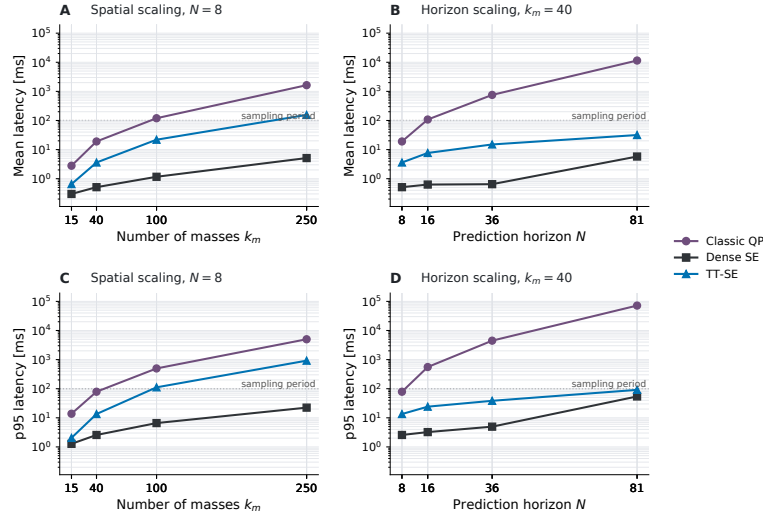 A Spatial scaling, N = 8
B Horizon scaling, kₘ = 40
Mean latency [ms]
10⁵
10⁴
10³
10²
10¹
10⁰
sampling period
15 40 100 250
Number of masses kₘ
Mean latency [ms]
10⁵
10⁴
10³
10²
10¹
10⁰
sampling period
8 16 36 81
Prediction horizon N
Classic QP
Dense SE
TT-SE
C Spatial scaling, N = 8
D Horizon scaling, kₘ = 40
p95 latency [ms]
10⁵
10⁴
10³
10²
10¹
10⁰
sampling period
15 40 100 250
Number of masses kₘ
p95 latency [ms]
10⁵
10⁴
10³
10²
10¹
10⁰
sampling period
8 16 36 81
Prediction horizon N